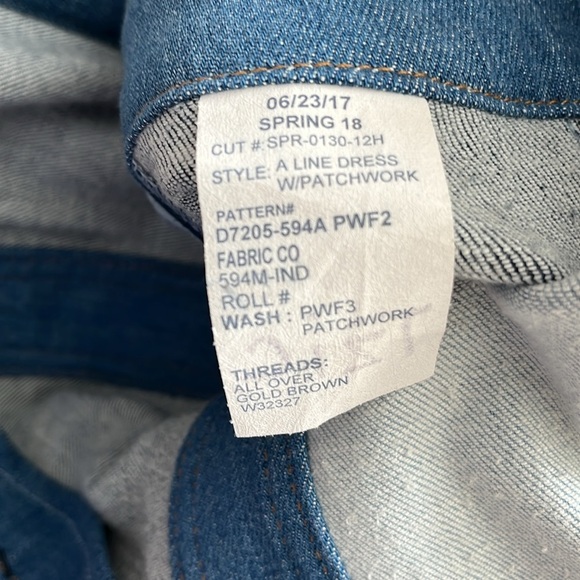 06/23/17
SPRING 18
CUT #: SPR-0130-12H
STYLE: A LINE DRESS
W/PATCHWORK
PATTERN#
D7205-594A PWF2
FABRIC CO
594M-IND
ROLL #
WASH : PWF3
PATCHWORK
THREADS:
ALL OVER
GOLD BROWN
W32327